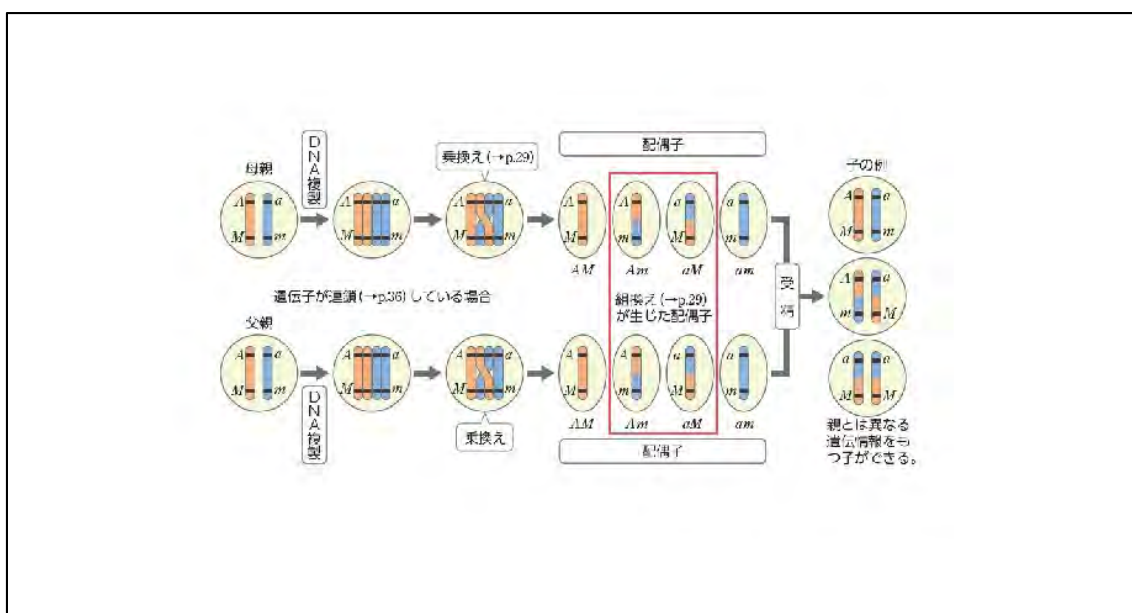 配偶子
DNA複製
乗換え(→p.29)
母親
子の例
A a
M m
A a
M m
A a
M m
A
M
A
m
a
M
a
m
A a
M m
AM Am aM am
遺伝子が連鎖(→p.36)している場合
組換え(→p.29)
が生じた配偶子
受精
A a
m M
父親
A a
M m
A a
M m
A a
M m
A
M
A
m
a
M
a
m
a a
M M
AM Am aM am
DNA複製
乗換え
配偶子
親とは異なる
遺伝情報をも
つ子ができる。